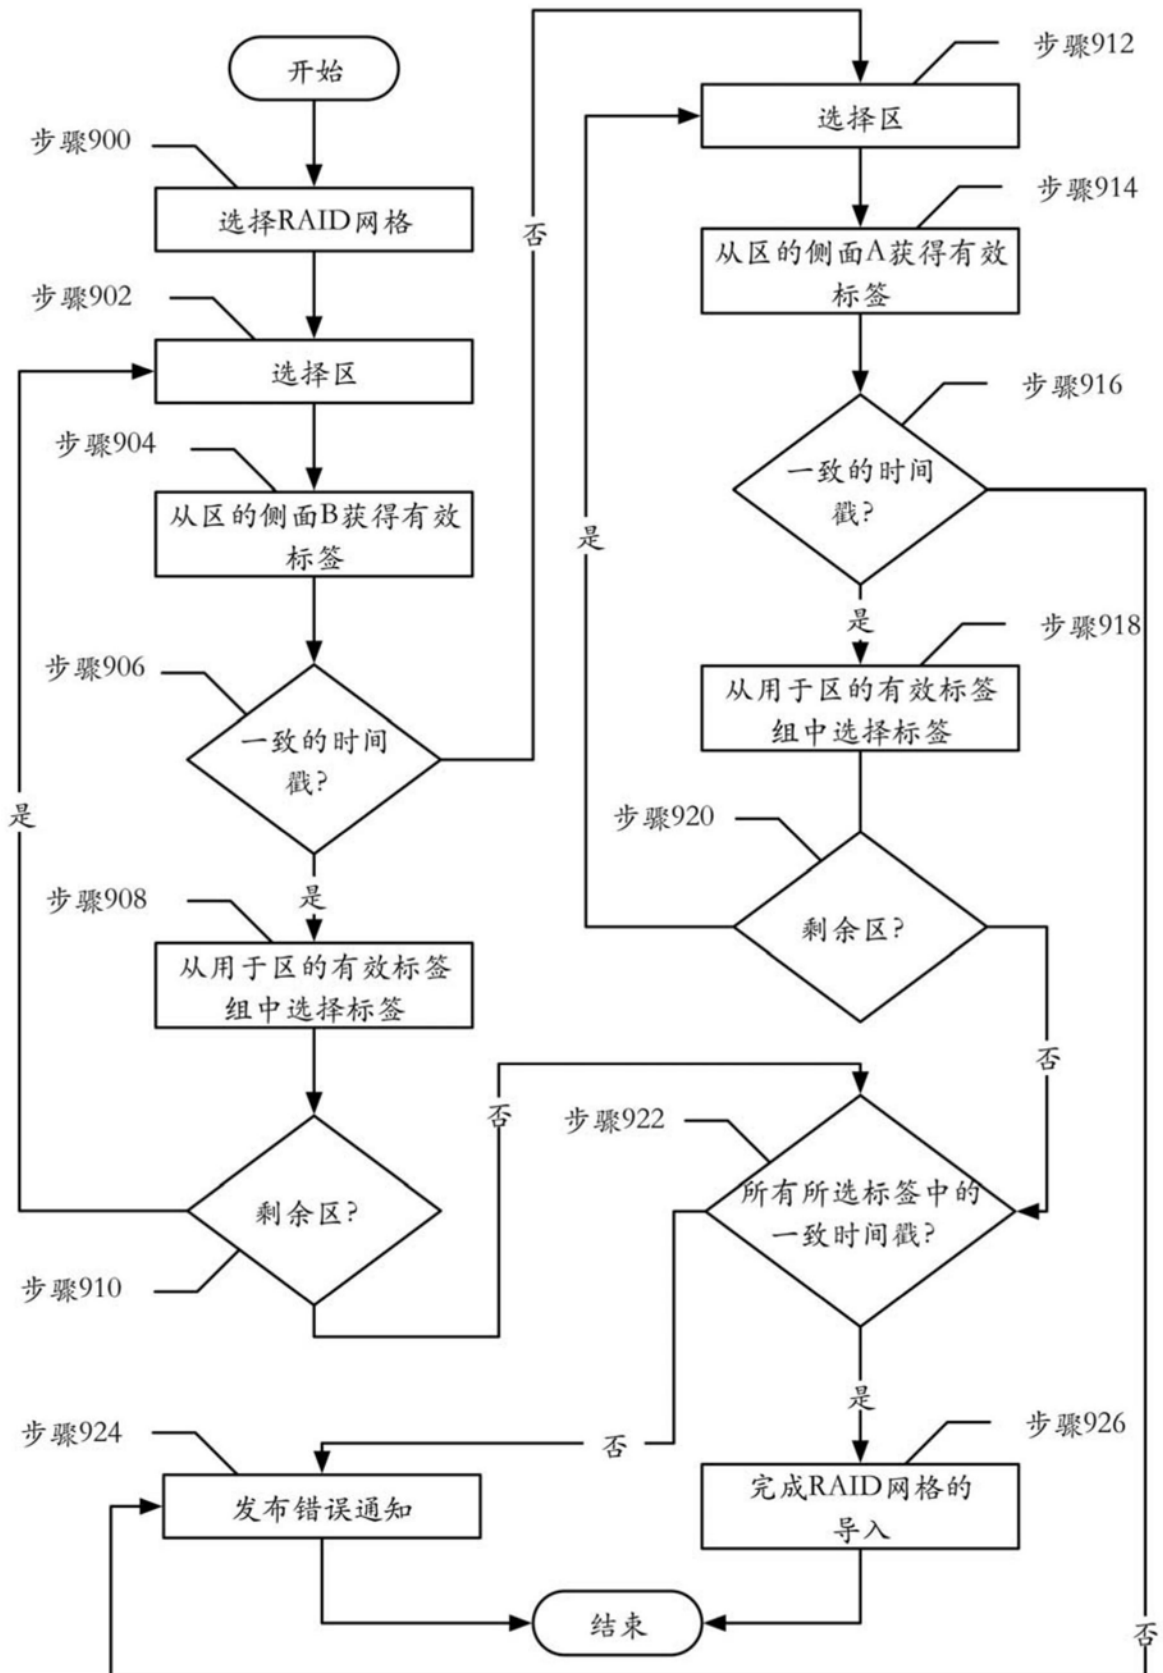 开始
步骤900
选择RAID网格
步骤902
选择区
步骤904
从区的侧面B获得有效
标签
步骤906
一致的时间
戳?
是
是
步骤908
从用于区的有效标签
组中选择标签
剩余区?
步骤910
否
否
步骤912
选择区
步骤914
从区的侧面A获得有效
标签
步骤916
一致的时间
戳?
是
是
步骤918
从用于区的有效标签
组中选择标签
步骤920
剩余区?
否
步骤922
所有所选标签中的
一致时间戳?
是
否
步骤924
发布错误通知
步骤926
完成RAID网格的
导入
结束
否